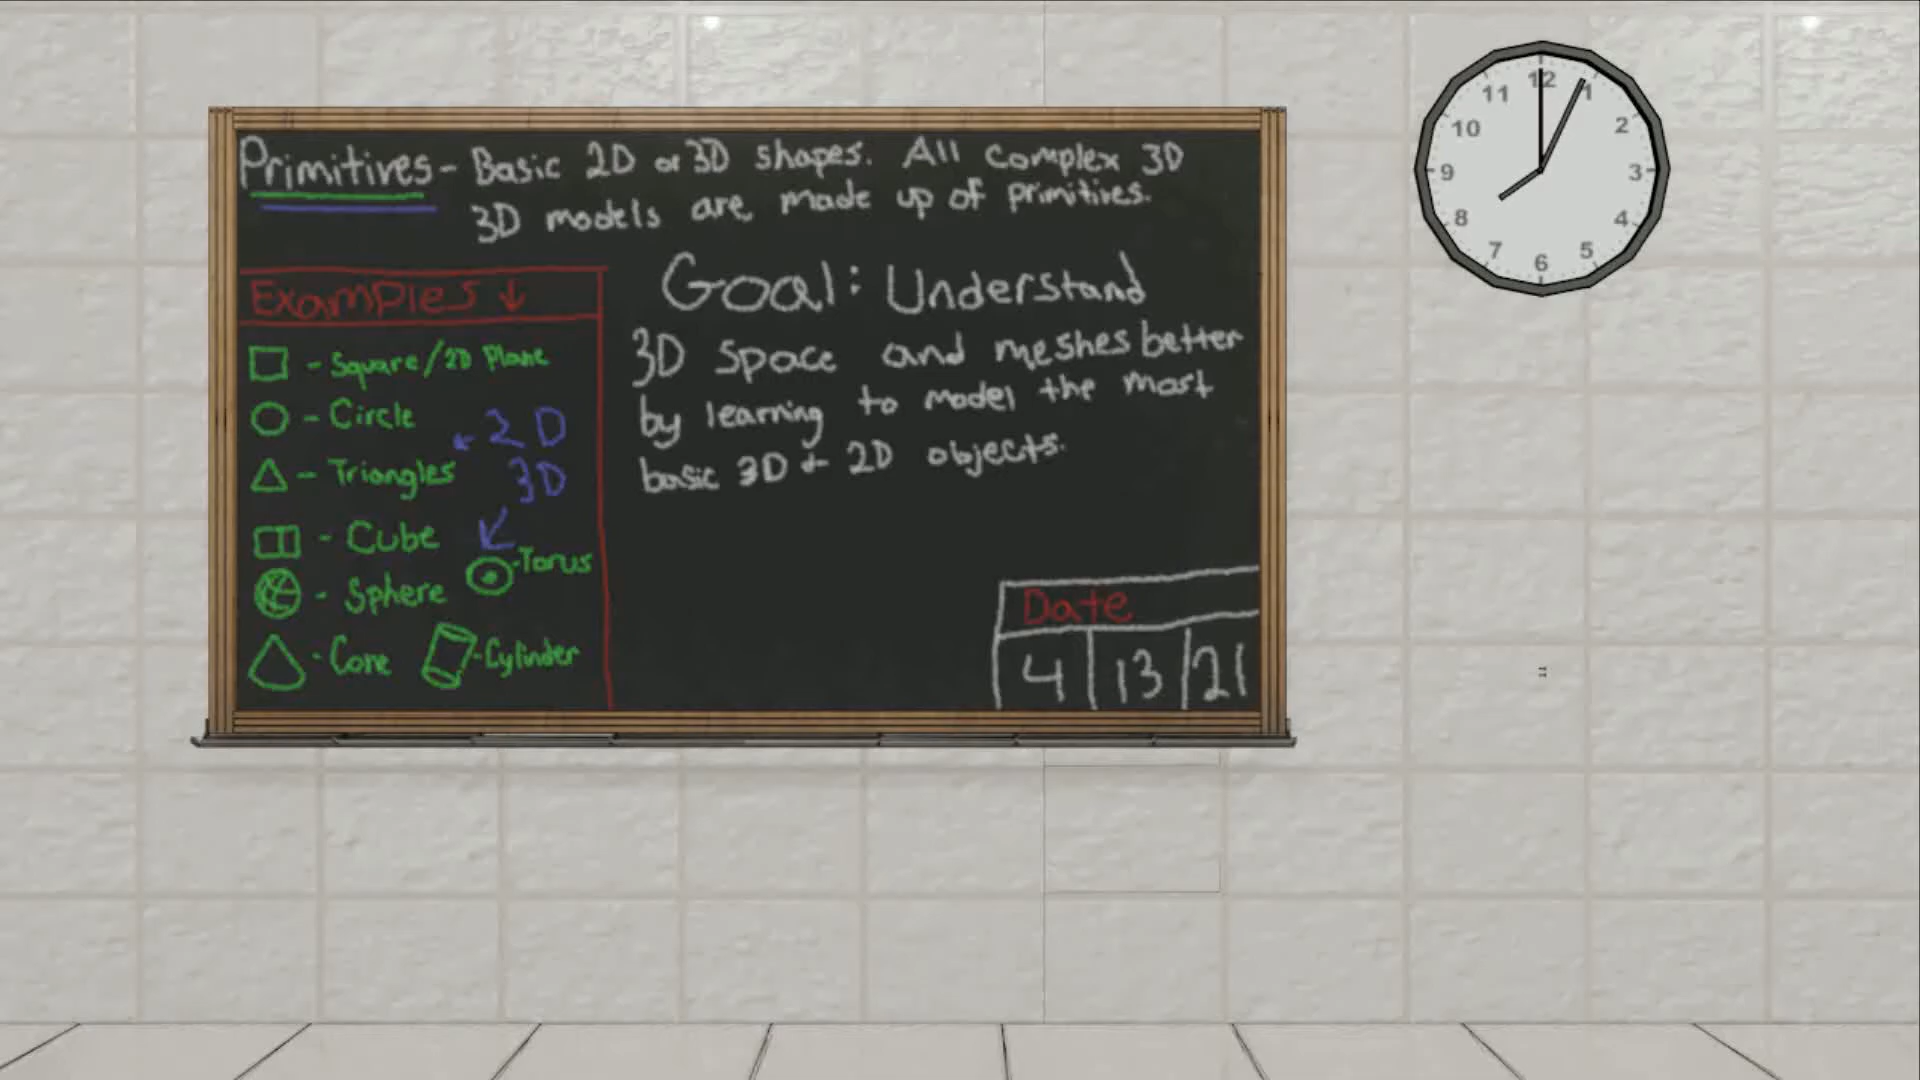 Primitives - Basic 2D or 3D shapes. All Complex 3D
3D models are made up of primitives.
Examples ↓
- Square/2D Plane
- Circle
- Triangles
← 2D
3D
- Cube
- Torus
- Sphere
- Cone
- Cylinder
Goal: Understand
3D Space and meshes better
by learning to model the most
basic 3D + 2D objects.
Date
4 13 21
12
1
2
3
4
5
6
7
8
9
10
11